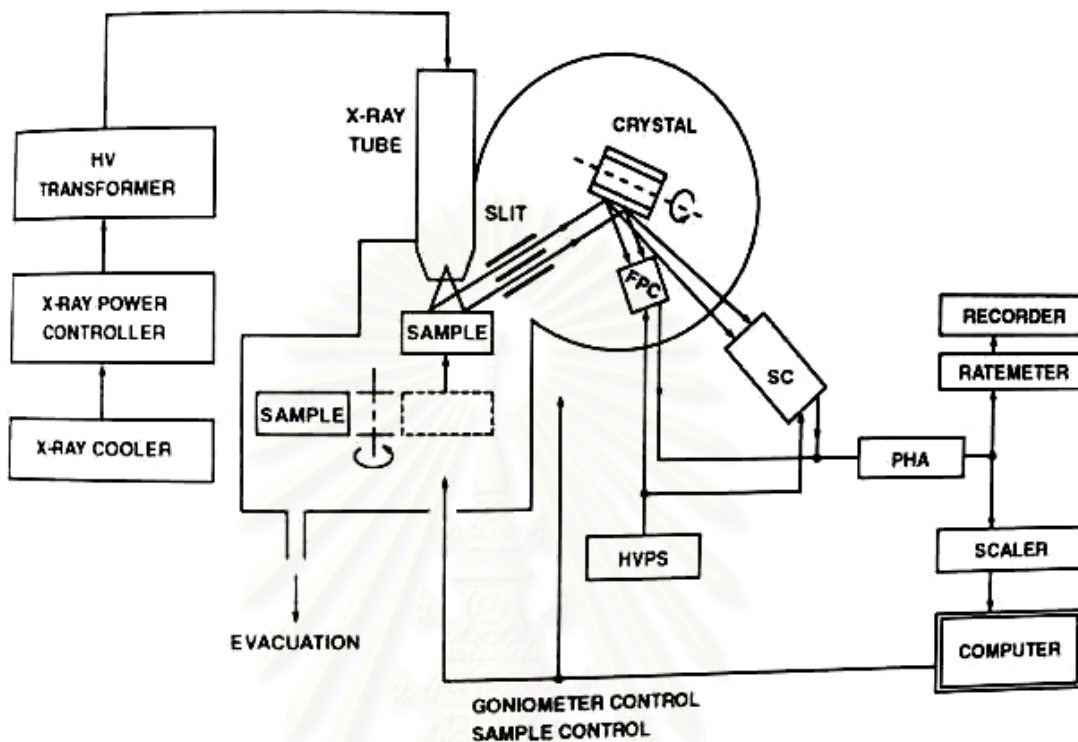 X-RAY
TUBE
CRYSTAL
HV
TRANSFORMER
SLIT
FPC
X-RAY POWER
CONTROLLER
SAMPLE
RECORDER
RATEMETER
SC
SAMPLE
X-RAY COOLER
PHA
HVPS
SCALER
EVACUATION
COMPUTER
GONIOMETER CONTROL
SAMPLE CONTROL